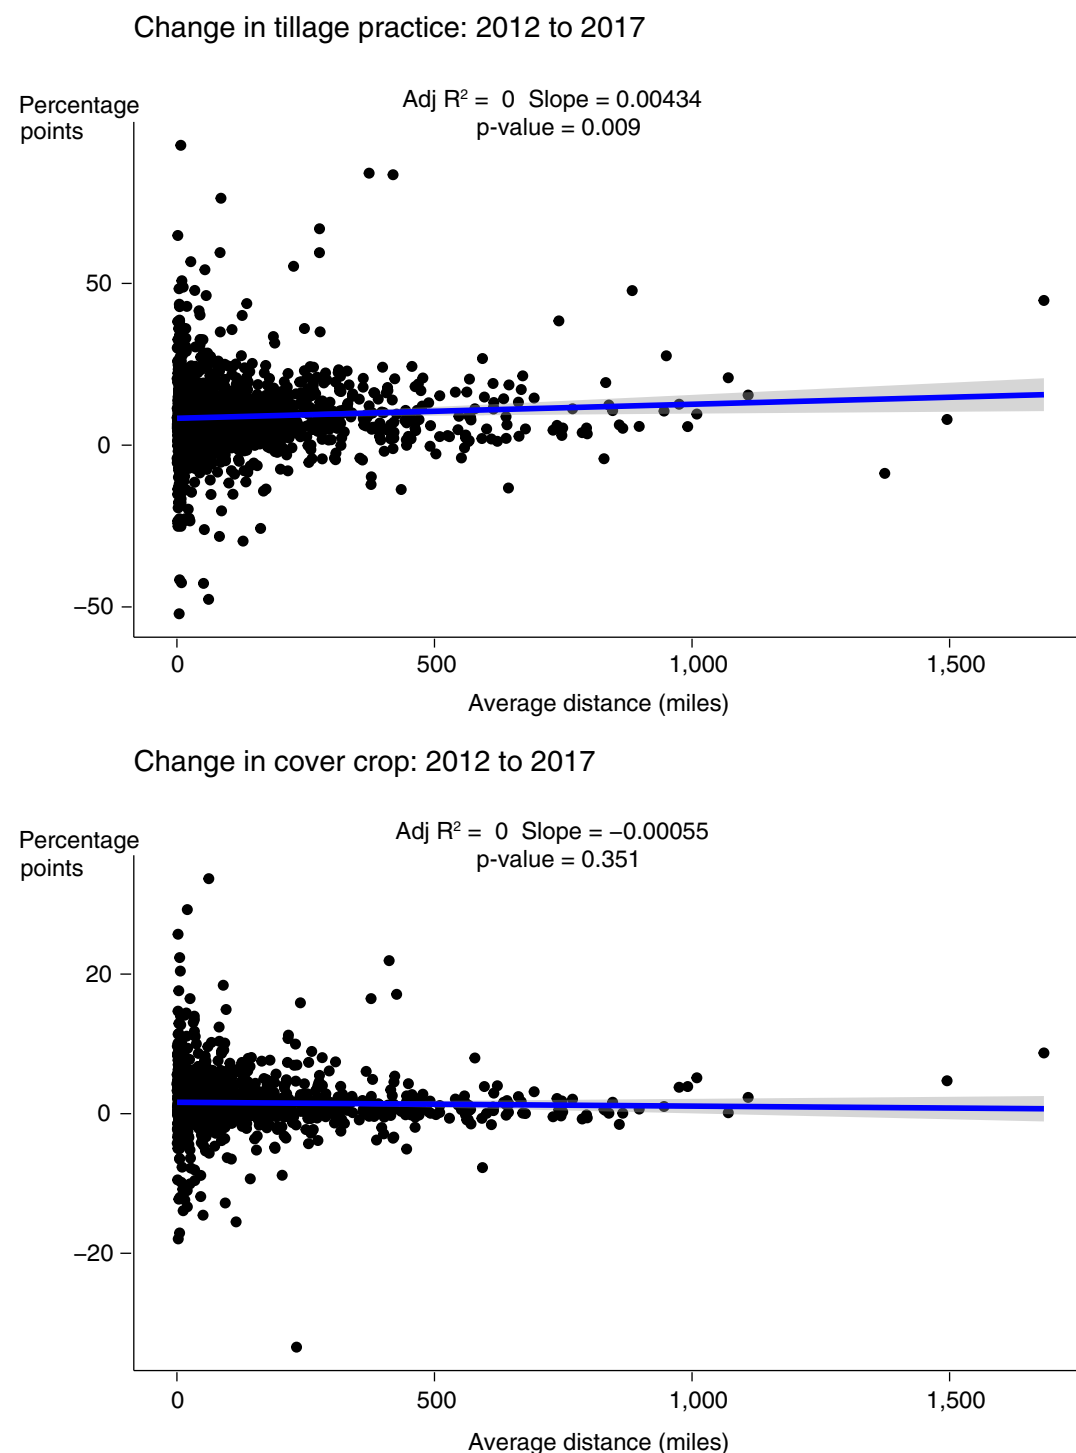 Change in tillage practice: 2012 to 2017
Percentage
points
Adj R² = 0 Slope = 0.00434
p-value = 0.009
50
0
−50
0 500 1,000 1,500
Average distance (miles)
Change in cover crop: 2012 to 2017
Percentage
points
Adj R² = 0 Slope = −0.00055
p-value = 0.351
20
0
−20
0 500 1,000 1,500
Average distance (miles)